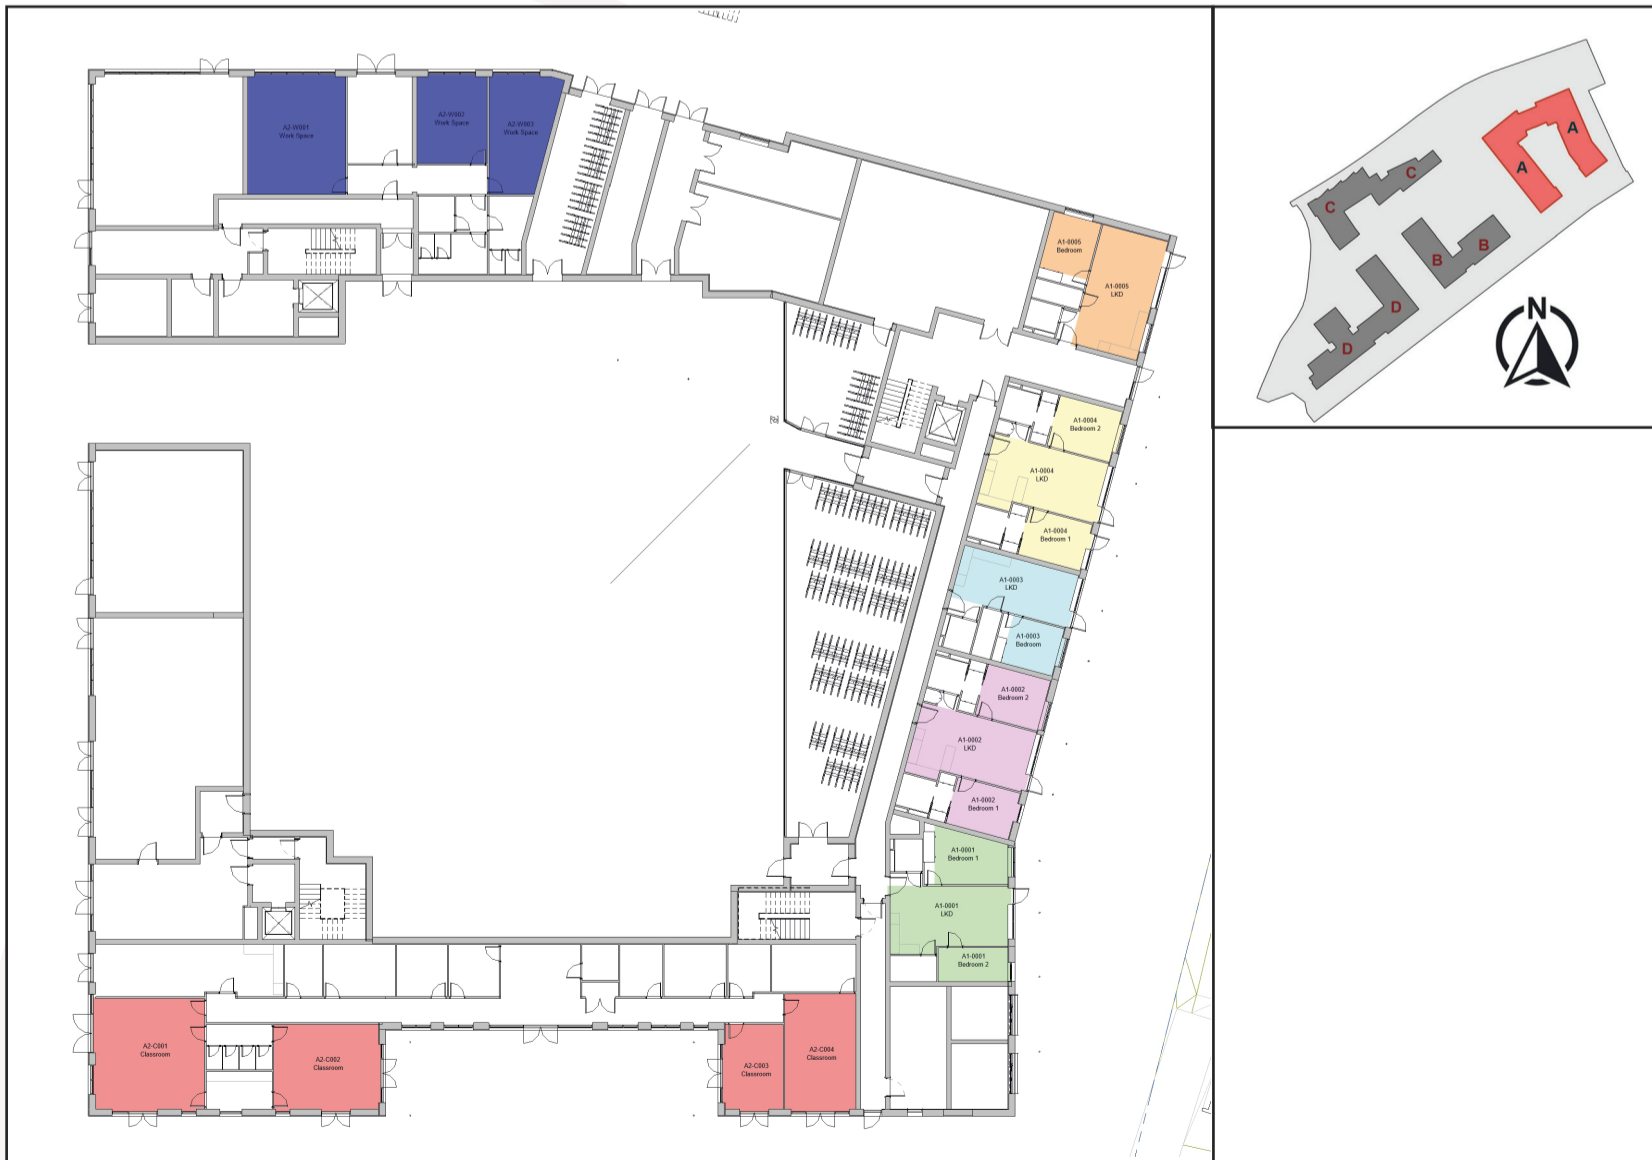 A2-W001
Work Space
A2-W002
Work Space
A2-W003
Work Space
A1-0005
Bedroom
A1-0005
LKD
A1-0004
Bedroom 2
A1-0004
LKD
A1-0004
Bedroom 1
A1-0003
LKD
A1-0003
Bedroom
A1-0002
Bedroom 2
A1-0002
LKD
A1-0002
Bedroom 1
A1-0001
Bedroom 1
A1-0001
LKD
A1-0001
Bedroom 2
A2-C001
Classroom
A2-C002
Classroom
A2-C003
Classroom
A2-C004
Classroom
A
A
C
C
B
B
D
D
N